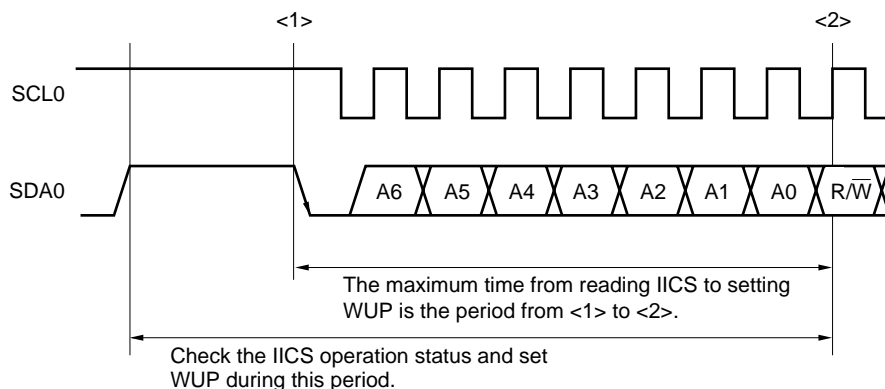 <1>
<2>
SCL0
SDA0
A6 A5 A4 A3 A2 A1 A0 R/W̅
The maximum time from reading IICS to setting
WUP is the period from <1> to <2>.
Check the IICS operation status and set
WUP during this period.